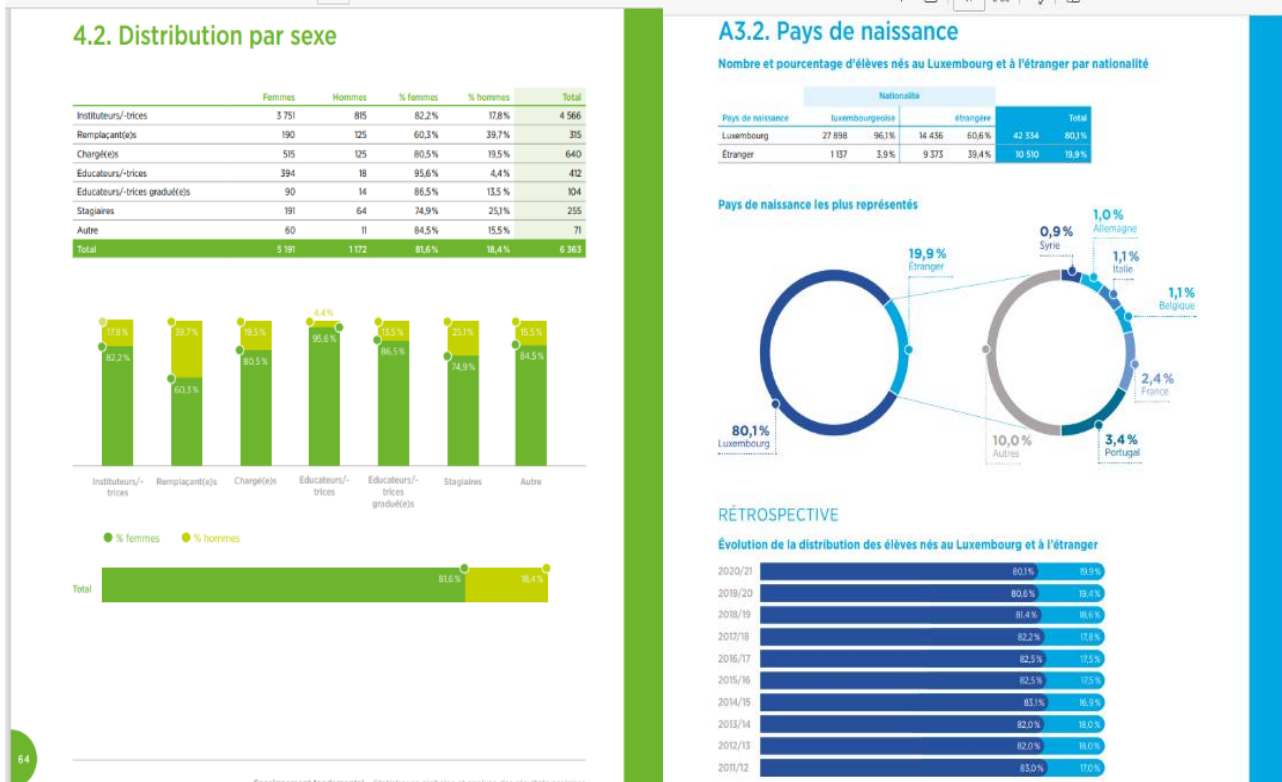 4.2. Distribution par sexe
Femmes Hommes % femmes % hommes Total
Instituteurs/-trices 3 751 815 82,2% 17,8% 4 566
Remplaçant(e)s 190 125 60,3% 39,7% 315
Chargé(e)s 515 125 80,5% 19,5% 640
Educateurs/-trices 394 18 95,6% 4,4% 412
Educateurs/-trices gradué(e)s 90 14 86,5% 13,5 % 104
Stagiaires 191 64 74,9% 25,1% 255
Autre 60 11 84,5% 15,5% 71
Total 5 191 1 172 81,6% 18,4% 6 363
17,8 % 39,7% 19,5% 4,4% 13,5% 25,1% 15,5%
82,2% 60,3% 80,5% 95,6% 86,5% 74,9% 84,5%
Instituteurs/- Remplaçant(e)s Chargé(e)s Educateurs/- Educateurs/- Stagiaires Autre
trices trices trices
gradué(e)s
% femmes % hommes
Total 81,6% 18,4%
64
A3.2. Pays de naissance
Nombre et pourcentage d'élèves nés au Luxembourg et à l'étranger par nationalité
Nationalité
Pays de naissance luxembourgeoise étrangère Total
Luxembourg 27 898 96,1% 14 436 60,6% 42 334 80,1%
Étranger 1 137 3,9% 9 373 39,4% 10 510 19,9%
Pays de naissance les plus représentés
19,9%
Étranger
80,1%
Luxembourg
0,9%
Syrie
1,0%
Allemagne
1,1%
Italie
1,1%
Belgique
2,4%
France
3,4%
Portugal
10,0%
Autres
RÉTROSPECTIVE
Évolution de la distribution des élèves nés au Luxembourg et à l'étranger
2020/21 80,1% 19,9%
2019/20 80,6% 19,4%
2018/19 81,4% 18,6%
2017/18 82,2% 17,8%
2016/17 82,5% 17,5%
2015/16 82,5% 17,5%
2014/15 83,1% 16,9%
2013/14 82,0% 18,0%
2012/13 82,0% 18,0%
2011/12 83,0% 17,0%